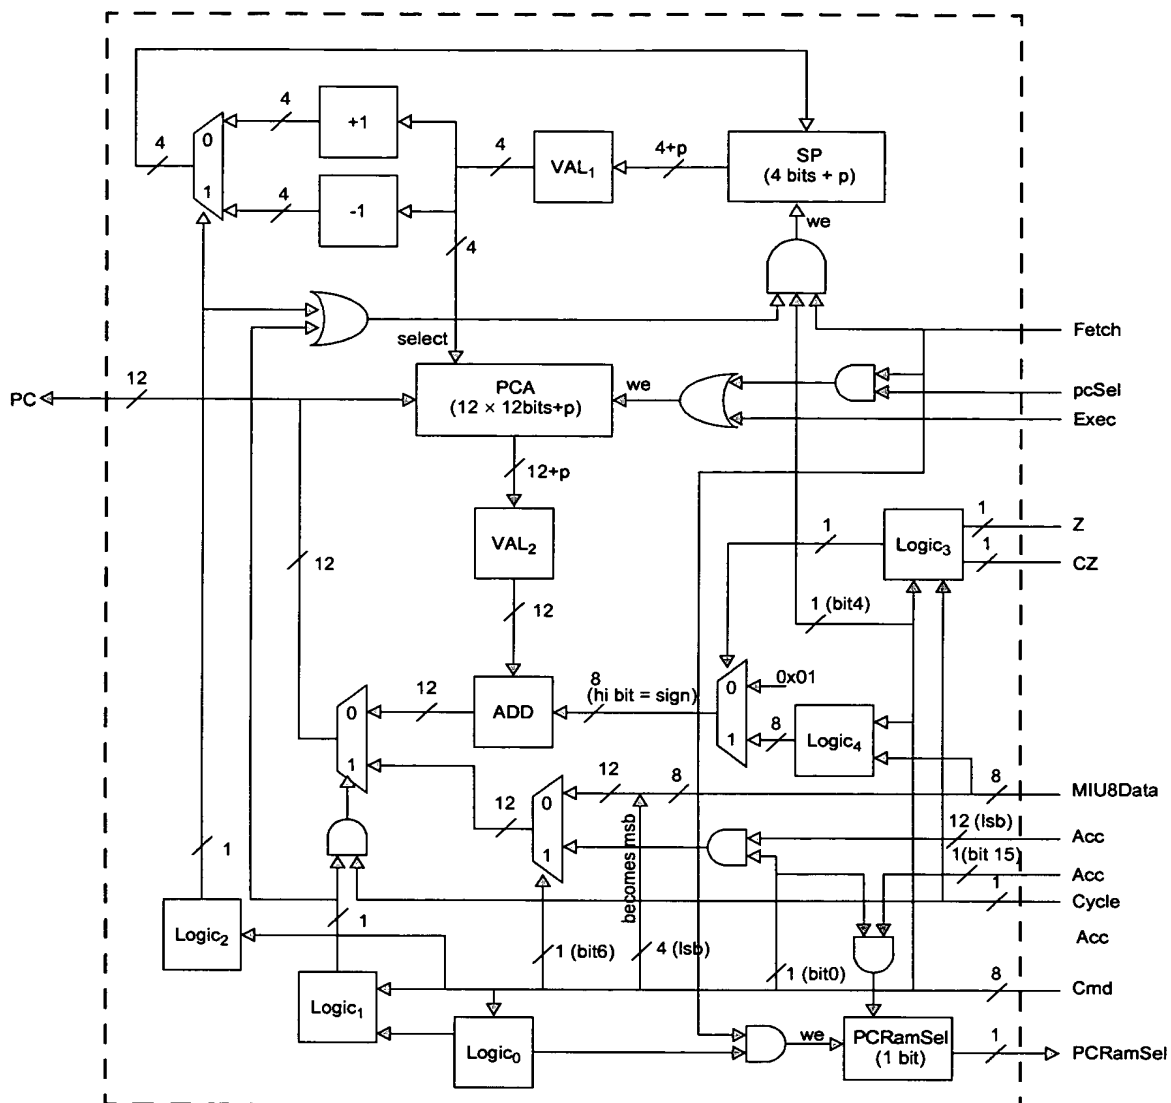 4
+1
4
0
4
VAL₁
4+p
SP
(4 bits + p)
4
1
4
-1
we
4
select
Fetch
12
PC
PCA
(12 × 12bits+p)
we
pcSel
Exec
12+p
1
1
Z
VAL₂
Logic₃
1
CZ
12
12
1 (bit4)
0
0x01
8
(hi bit = sign)
12
0
ADD
8
Logic₄
1
1
12
8
8
MIU8Data
12
0
12 (lsb)
Acc
1
1
becomes msb
1(bit 15)
Acc
1
Cycle
1
Logic₂
Acc
1 (bit6)
4 (lsb)
1 (bit0)
8
Cmd
Logic₁
Logic₀
we
PCRamSel
(1 bit)
1
PCRamSel